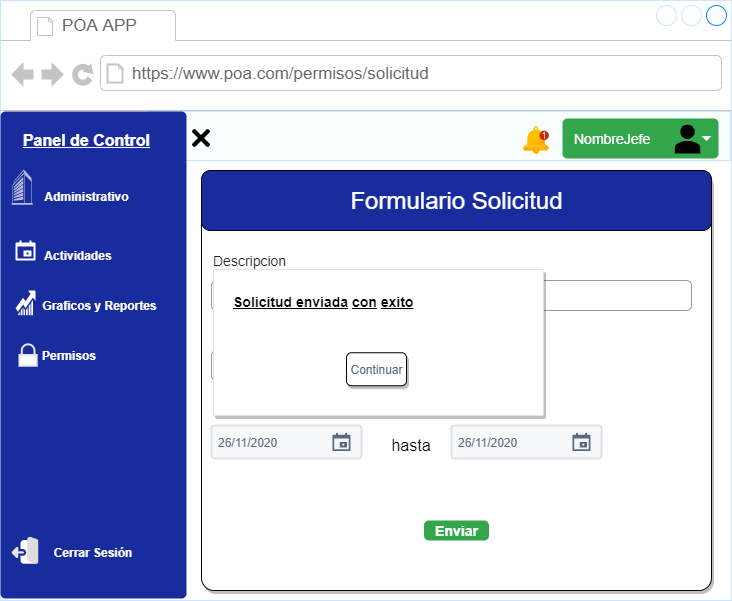 POA APP
https://www.poa.com/permisos/solicitud
Panel de Control
NombreJefe
1
Administrativo
Actividades
Graficos y Reportes
Permisos
Cerrar Sesión
Formulario Solicitud
Descripcion
Solicitud enviada con exito
Continuar
26/11/2020
hasta
26/11/2020
Enviar